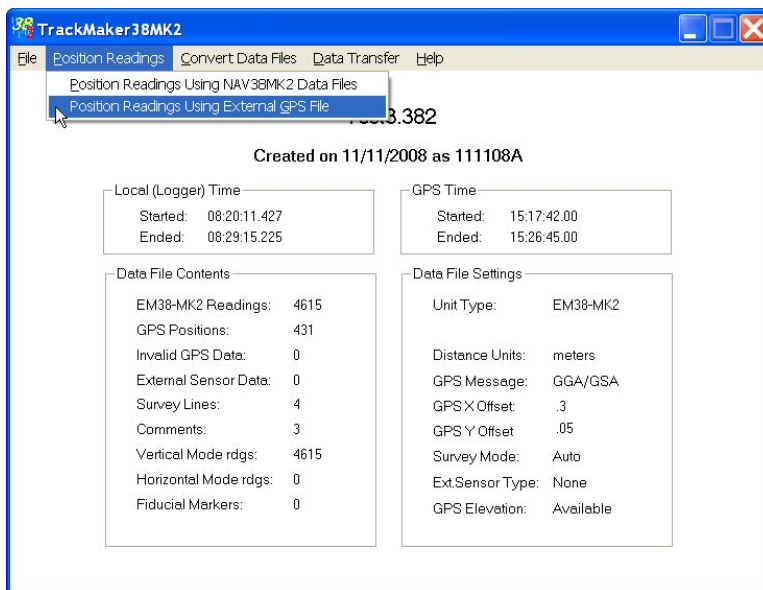 38 TrackMaker38MK2
File Position Readings Convert Data Files Data Transfer Help
Position Readings Using NAV38MK2 Data Files
Position Readings Using External GPS File
3.382
Created on 11/11/2008 as 111108A
Local (Logger) Time
Started: 08:20:11.427
Ended: 08:29:15.225
GPS Time
Started: 15:17:42.00
Ended: 15:26:45.00
Data File Contents
EM38-MK2 Readings: 4615
GPS Positions: 431
Invalid GPS Data: 0
External Sensor Data: 0
Survey Lines: 4
Comments: 3
Vertical Mode rdgs: 4615
Horizontal Mode rdgs: 0
Fiducial Markers: 0
Data File Settings
Unit Type: EM38-MK2
Distance Units: meters
GPS Message: GGA/GSA
GPS X Offset: .3
GPS Y Offset .05
Survey Mode: Auto
Ext.Sensor Type: None
GPS Elevation: Available